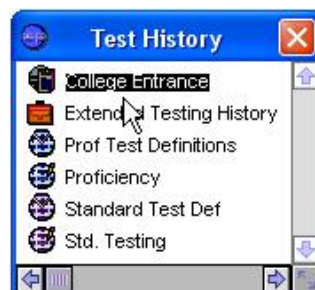 Test History
College Entrance
Extended Testing History
Prof Test Definitions
Proficiency
Standard Test Def
Std. Testing